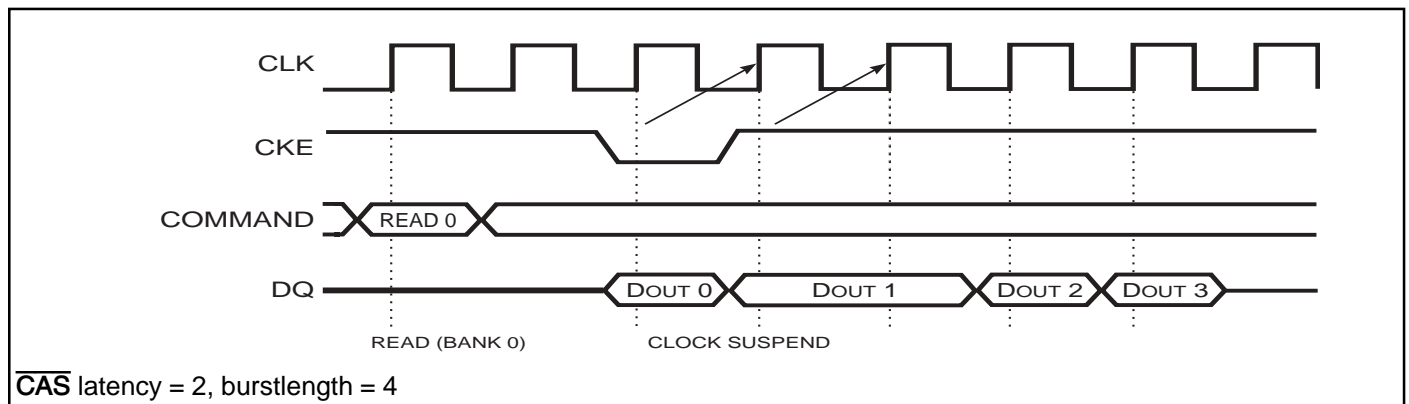 CLK
CKE
COMMAND READ 0
DQ DOUT 0 DOUT 1 DOUT 2 DOUT 3
READ (BANK 0) CLOCK SUSPEND
CAS latency = 2, burstlength = 4